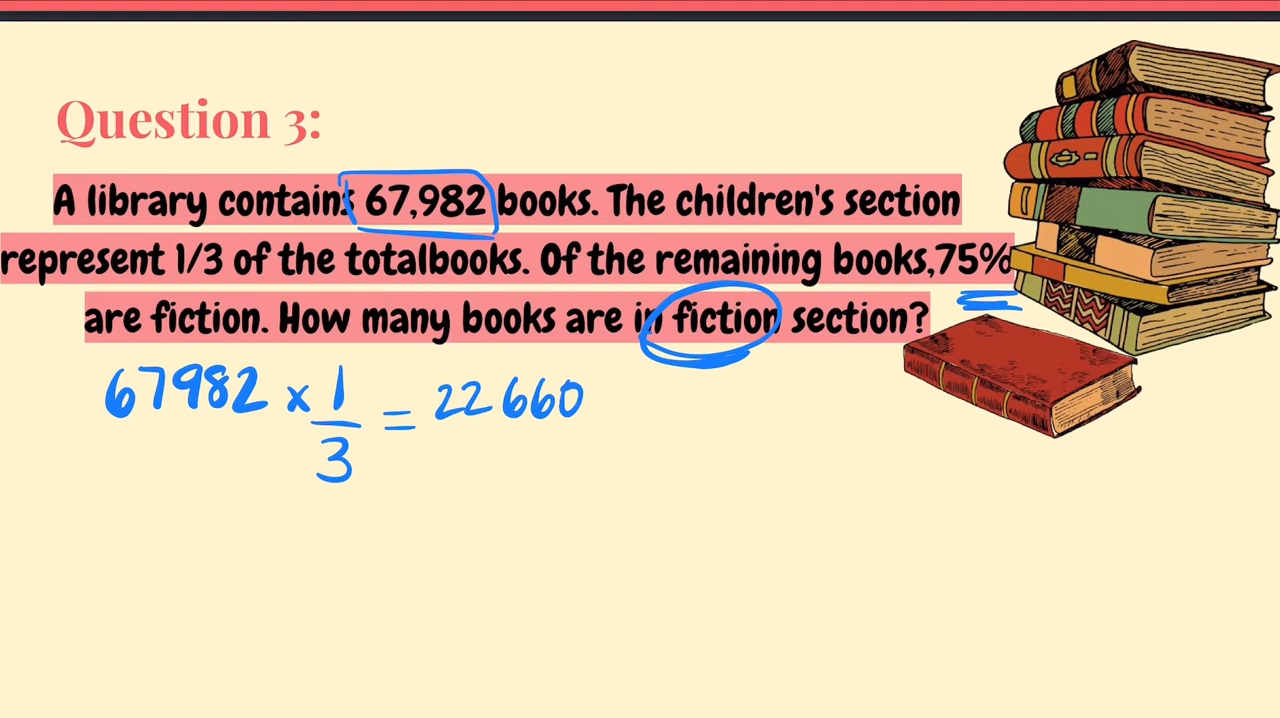 Question 3:
A library contains 67,982 books. The children's section
represent 1/3 of the totalbooks. Of the remaining books,75%
are fiction. How many books are in fiction section?
67982 x 1/3 = 22660